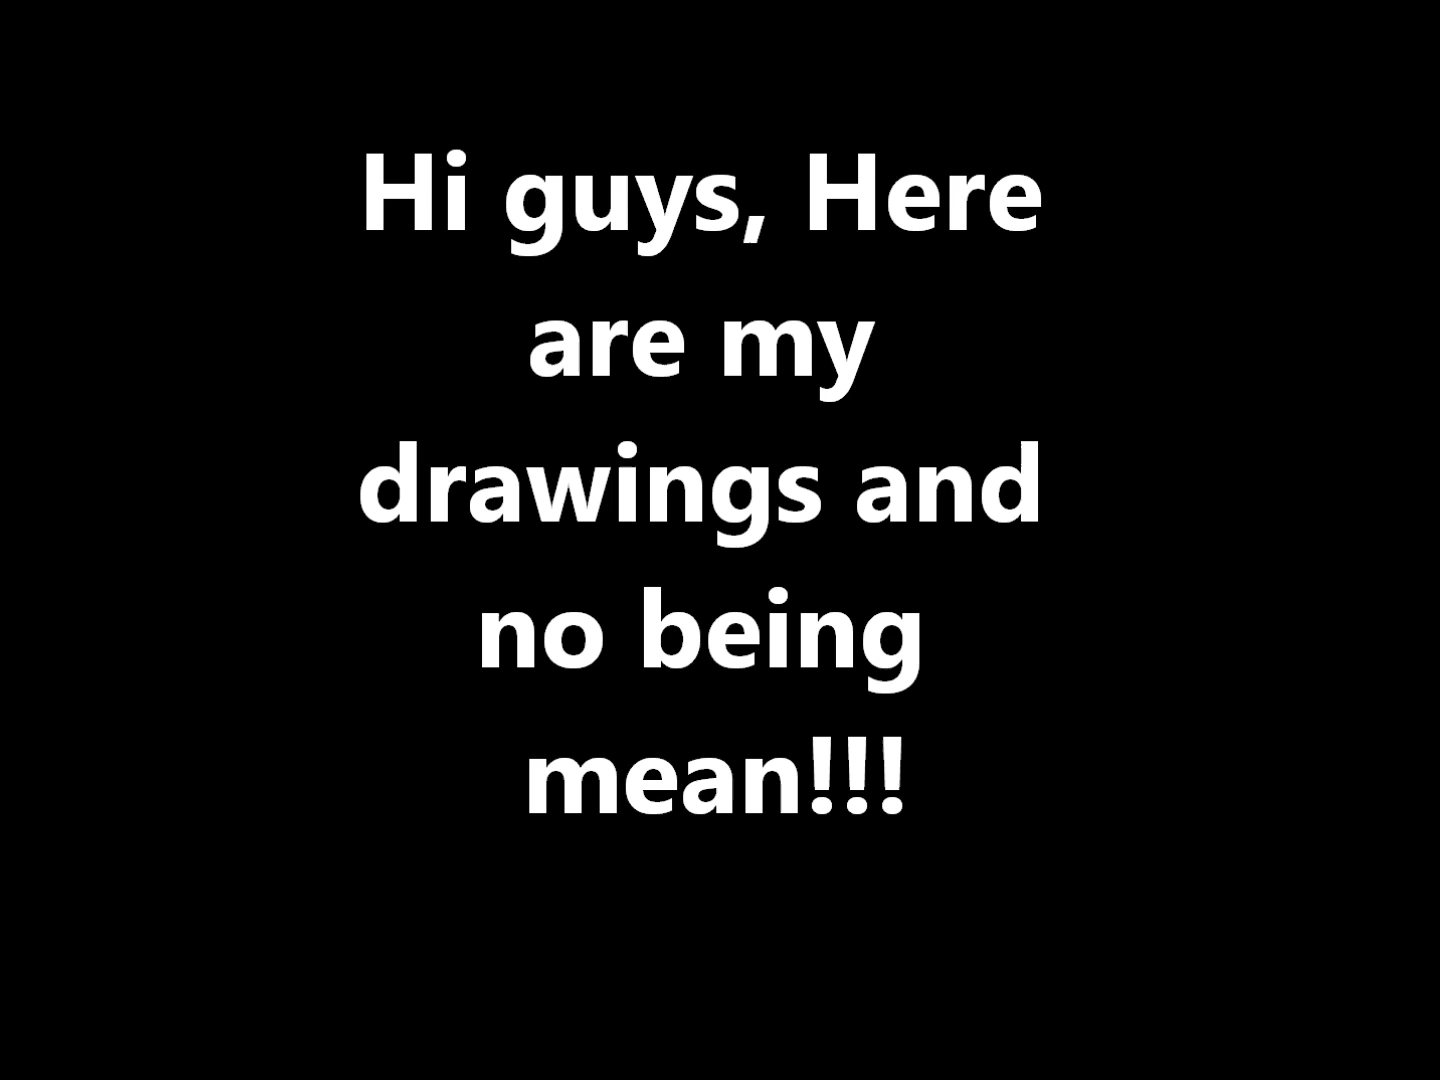 Hi guys, Here
are my
drawings and
no being
mean!!!